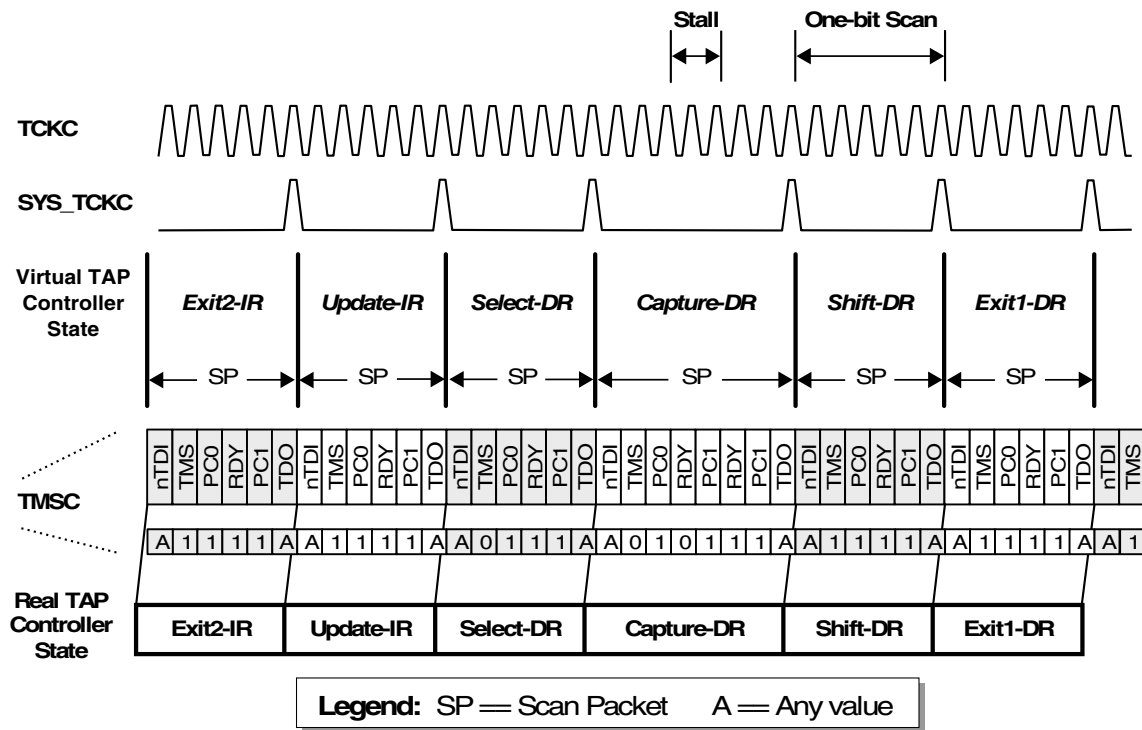 Stall
One-bit Scan
TCKC
SYS_TCKC
Virtual TAP
Controller
State
Exit2-IR Update-IR Select-DR Capture-DR Shift-DR Exit1-DR
SP SP SP SP SP SP
TMSC
nTDI TMS PC0 RDY PC1 TDO nTDI TMS PC0 RDY PC1 TDO nTDI TMS PC0 RDY PC1 TDO nTDI TMS PC0 RDY PC1 TDO nTDI TMS PC0 RDY PC1 TDO nTDI TMS PC0 RDY PC1 TDO nTDI TMS
A 1 1 1 1 A A 1 1 1 1 A A 0 1 1 1 A A 0 1 0 1 1 1 A A 1 1 1 1 A A 1 1 1 1 A A 1
Real TAP
Controller
State
Exit2-IR Update-IR Select-DR Capture-DR Shift-DR Exit1-DR
Legend: SP == Scan Packet A == Any value